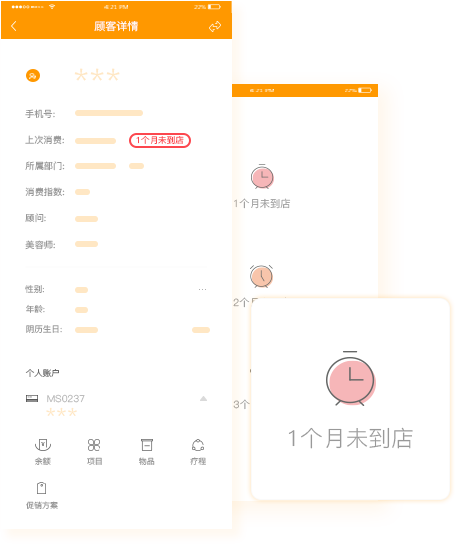 4:21 PM 22%
顾客详情
***
手机号:
上次消费: 1个月未到店
所属部门:
消费指数:
顾问:
美容师:
性别: ...
年龄:
阴历生日:
个人账户
MS0237
***
余额 项目 物品 疗程
促销方案
4:21 PM 22%
1个月未到店
2个月
3个
1个月未到店